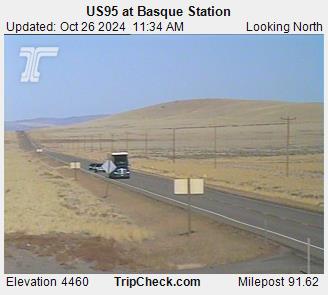 US95 at Basque Station
Updated: Oct 26 2024 11:34 AM Looking North
Elevation 4460 TripCheck.com Milepost 91.62